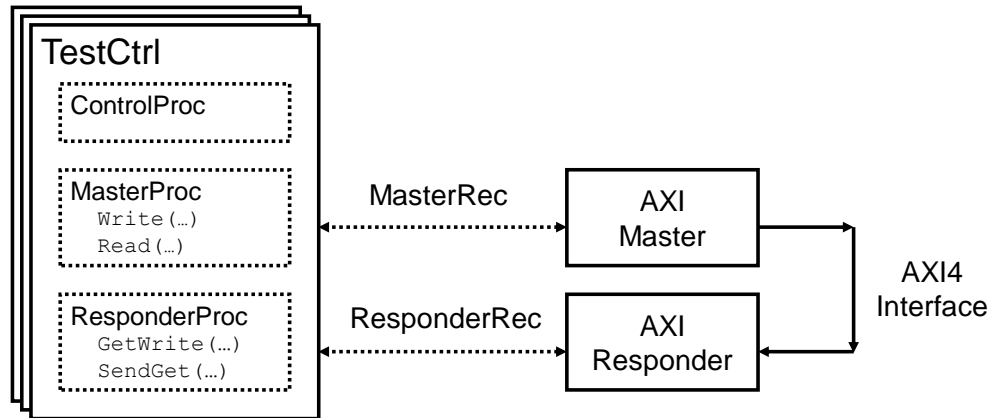 TestCtrl
ControlProc
MasterProc
Write(…)
Read(…)
ResponderProc
GetWrite(…)
SendGet(…)
MasterRec
ResponderRec
AXI
Master
AXI
Responder
AXI4
Interface